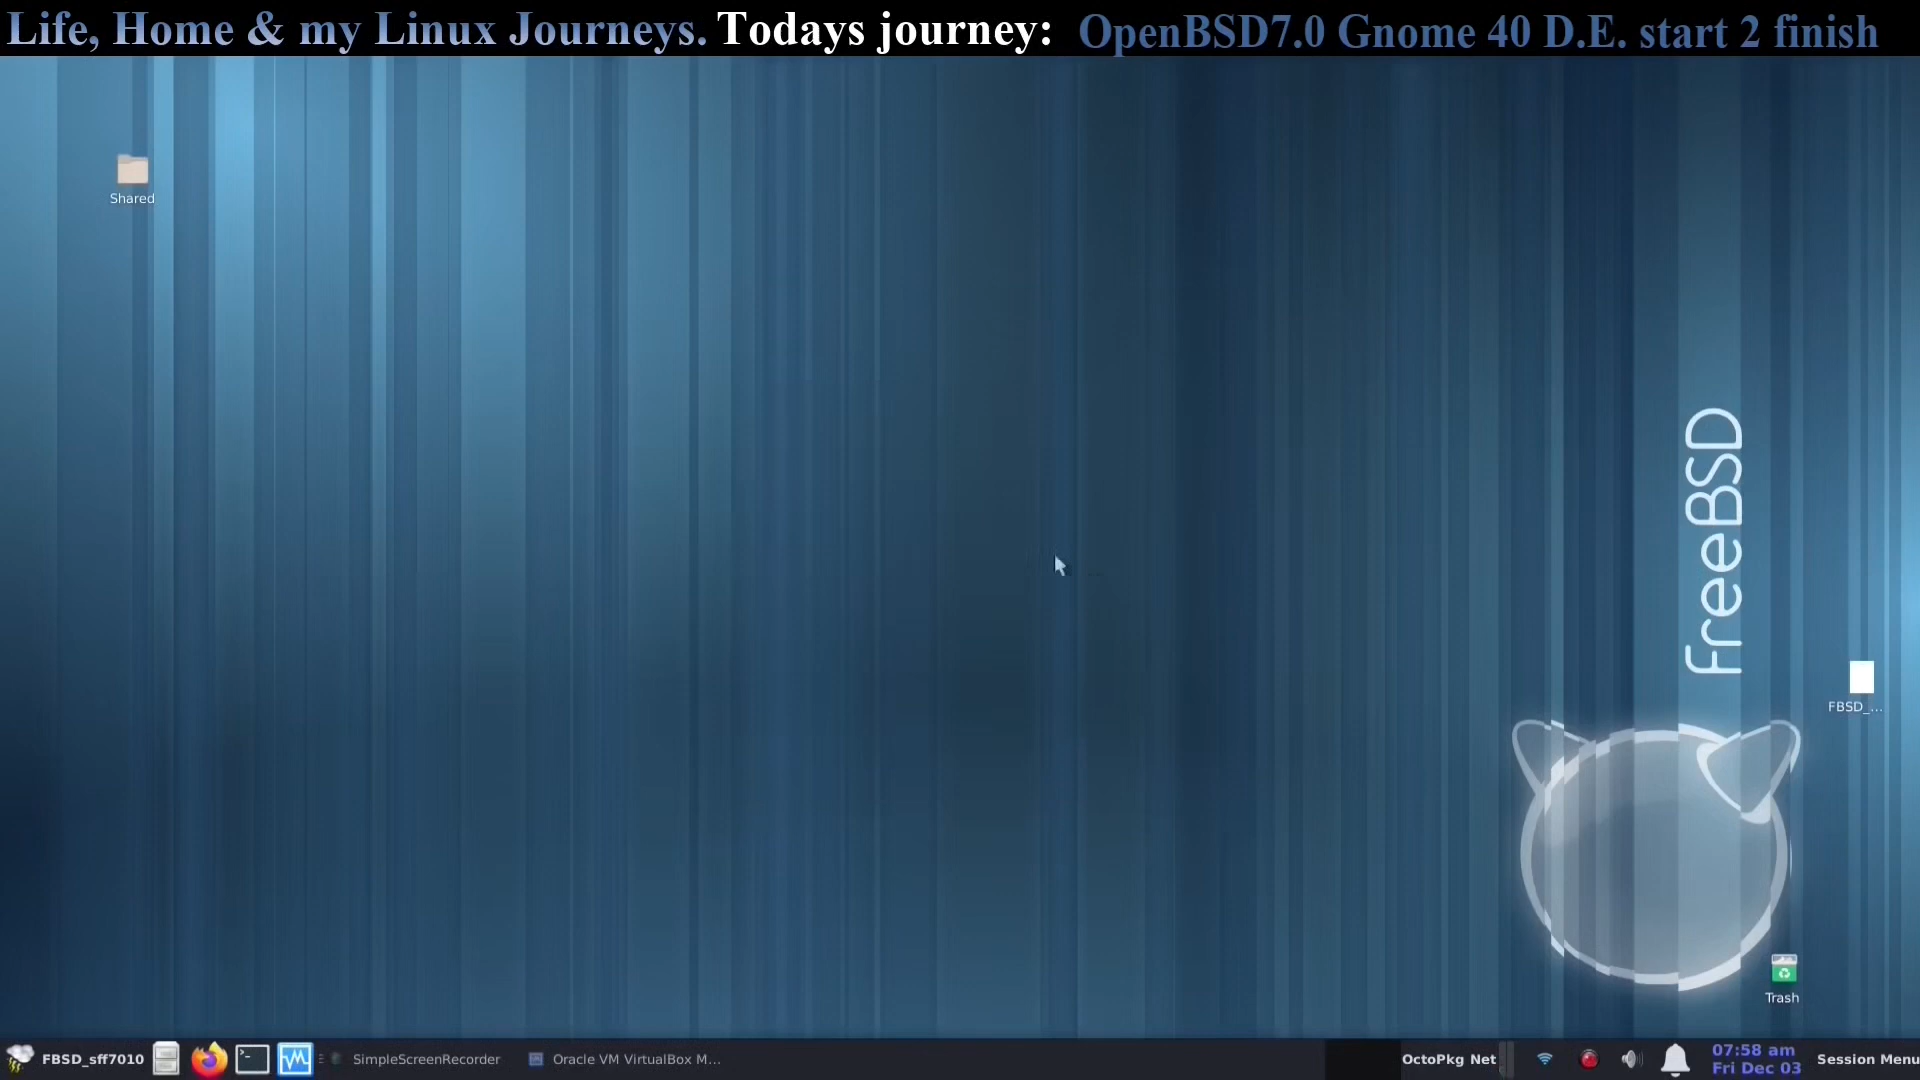 Life, Home & my Linux Journeys. Todays journey: OpenBSD7.0 Gnome 40 D.E. start 2 finish
Shared
freeBSD
FBSD_...
Trash
FBSD_sff7010 SimpleScreenRecorder Oracle VM VirtualBox M... OctoPkg Net 07:58 am Session Menu
Fri Dec 03